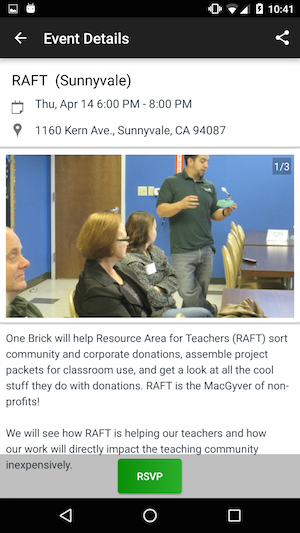 10:41
Event Details
RAFT (Sunnyvale)
Thu, Apr 14 6:00 PM - 8:00 PM
1160 Kern Ave., Sunnyvale, CA 94087
1/3
One Brick will help Resource Area for Teachers (RAFT) sort
community and corporate donations, assemble project
packets for classroom use, and get a look at all the cool
stuff they do with donations. RAFT is the MacGyver of non-
profits!
We will see how RAFT is helping our teachers and how
our work will directly impact the teaching community
inexpensively.
RSVP